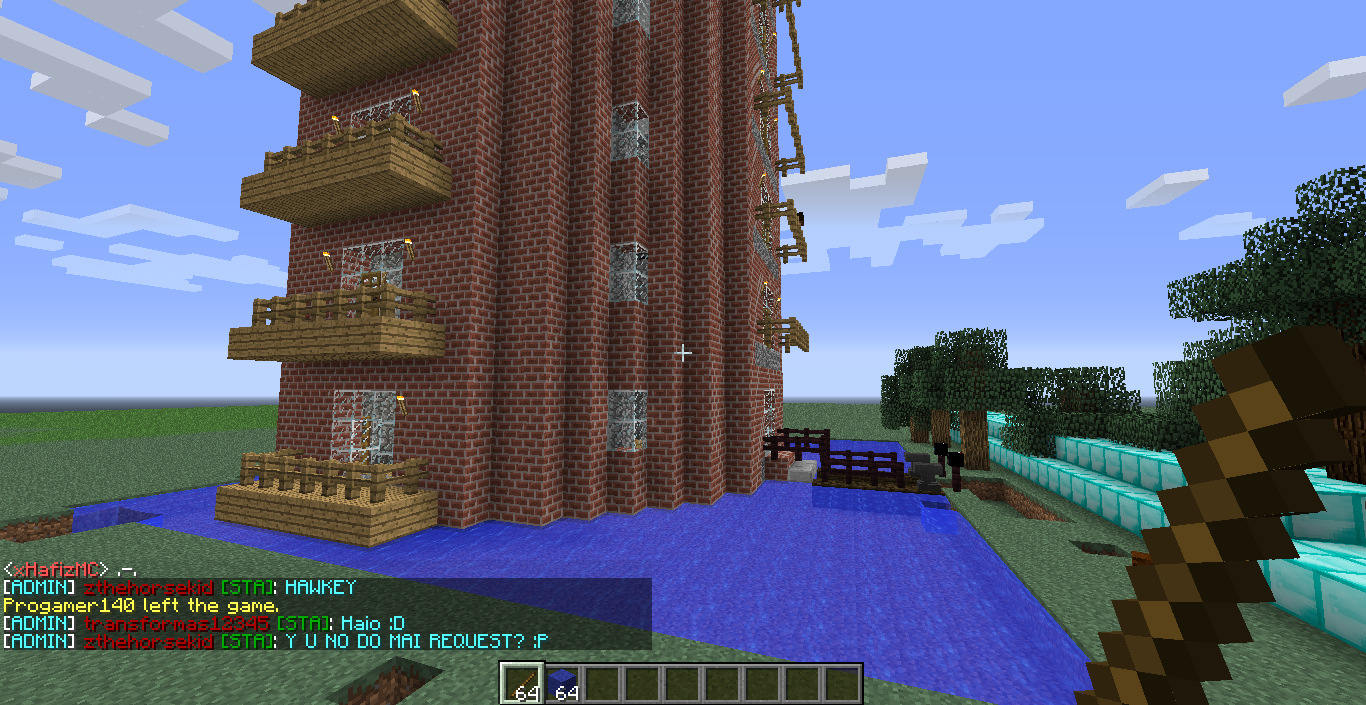 <xHafizMC> .-.
[ADMIN] zthehorsekid [STA]: HAWKEY
Progamer140 left the game.
[ADMIN] transformas12345 [STA]: Haio :D
[ADMIN] zthehorsekid [STA]: Y U NO DO MAI REQUEST? ;P
64 64